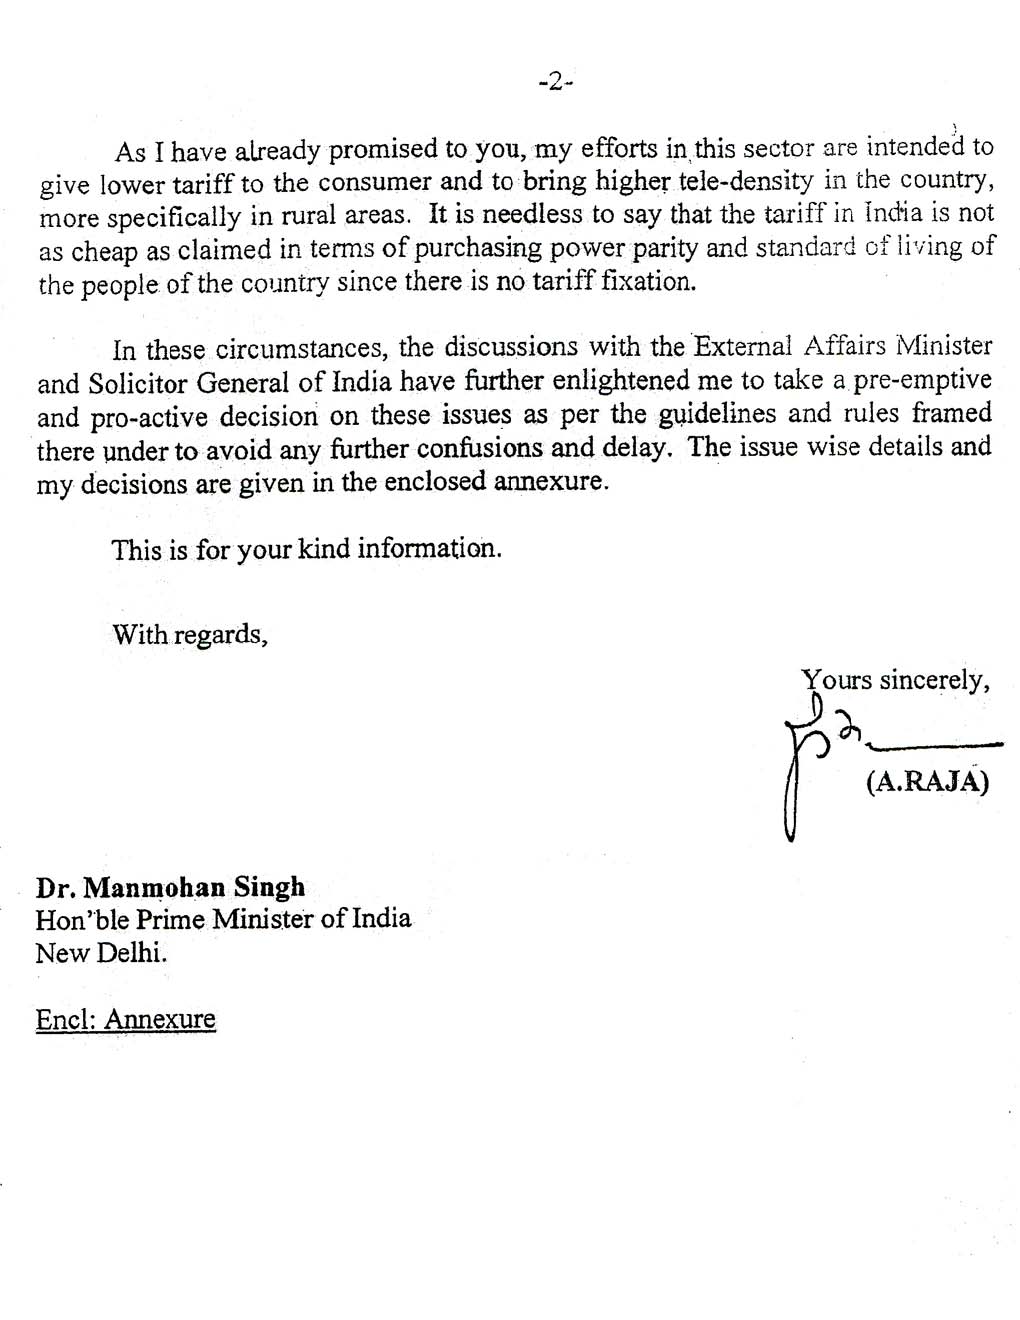 -2-
As I have already promised to you, my efforts in this sector are intended to
give lower tariff to the consumer and to bring higher tele-density in the country,
more specifically in rural areas. It is needless to say that the tariff in India is not
as cheap as claimed in terms of purchasing power parity and standard of living of
the people of the country since there is no tariff fixation.
In these circumstances, the discussions with the External Affairs Minister
and Solicitor General of India have further enlightened me to take a pre-emptive
and pro-active decision on these issues as per the guidelines and rules framed
there under to avoid any further confusions and delay. The issue wise details and
my decisions are given in the enclosed annexure.
This is for your kind information.
With regards,
Yours sincerely,
(A.RAJA)
Dr. Manmohan Singh
Hon'ble Prime Minister of India
New Delhi.
Encl: Annexure